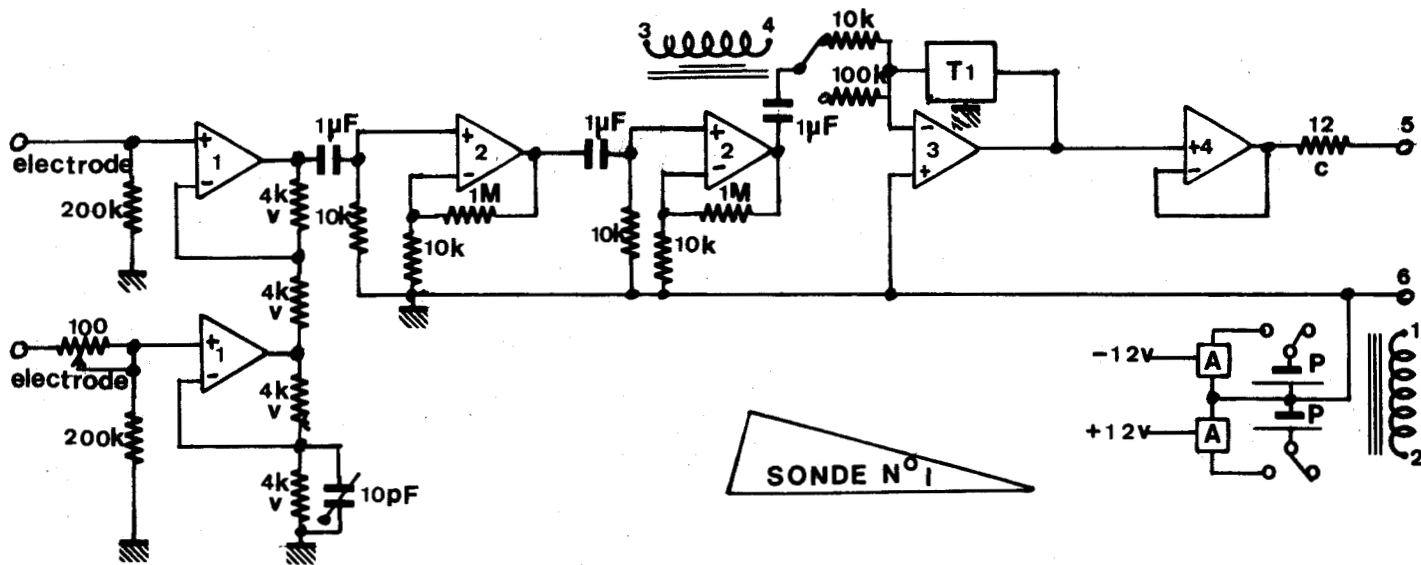 3 4
10k
100k
T1
1µF
1µF
1µF
+
-
1
+
-
2
+
-
2
-
+
3
+4
-
12
c
5
electrode
200k
4k
v
10k
1M
10k
10k
1M
10k
4k
v
6
100
electrode
+
-
1
4k
v
200k
4k
v
10pF
-12v
A
P
1
+12v
A
P
2
SONDE N° 1